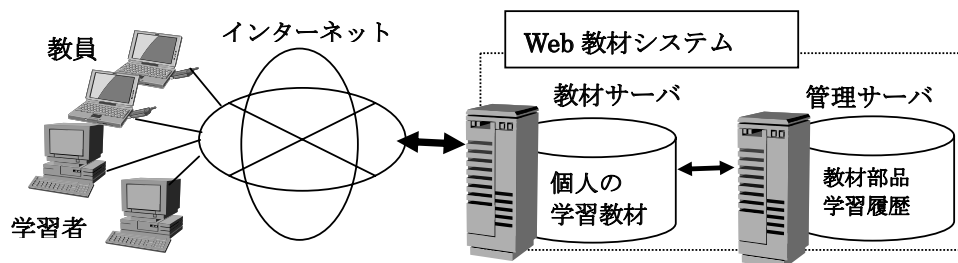 インターネット
教員
学習者
Web 教材システム
教材サーバ
個人の
学習教材
管理サーバ
教材部品
学習履歴